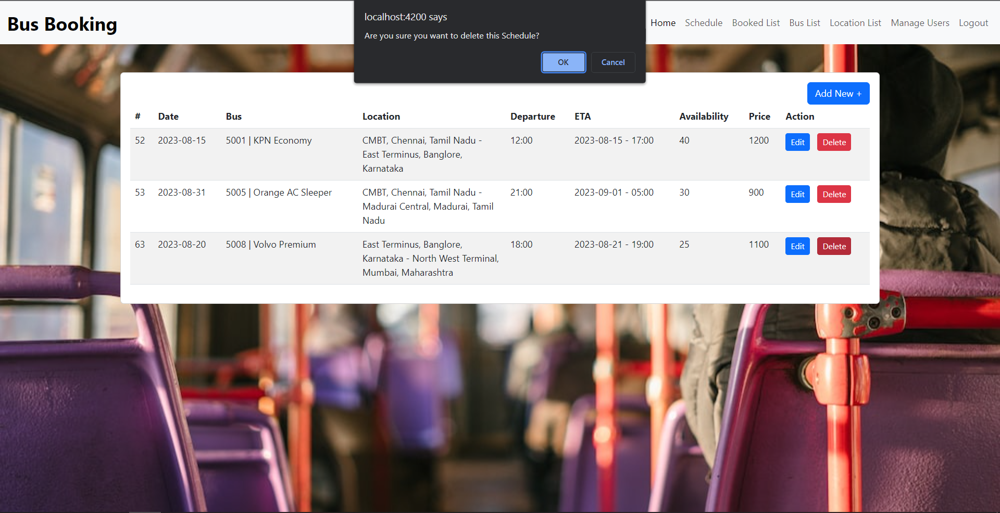 Bus Booking
localhost:4200 says
Are you sure you want to delete this Schedule?
OK Cancel
Home Schedule Booked List Bus List Location List Manage Users Logout
Add New +
# Date Bus Location Departure ETA Availability Price Action
52 2023-08-15 5001 | KPN Economy CMBT, Chennai, Tamil Nadu - 12:00 2023-08-15 - 17:00 40 1200 Edit Delete
East Terminus, Banglore,
Karnataka
53 2023-08-31 5005 | Orange AC Sleeper CMBT, Chennai, Tamil Nadu - 21:00 2023-09-01 - 05:00 30 900 Edit Delete
Madurai Central, Madurai, Tamil
Nadu
63 2023-08-20 5008 | Volvo Premium East Terminus, Banglore, 18:00 2023-08-21 - 19:00 25 1100 Edit Delete
Karnataka - North West Terminal,
Mumbai, Maharashtra